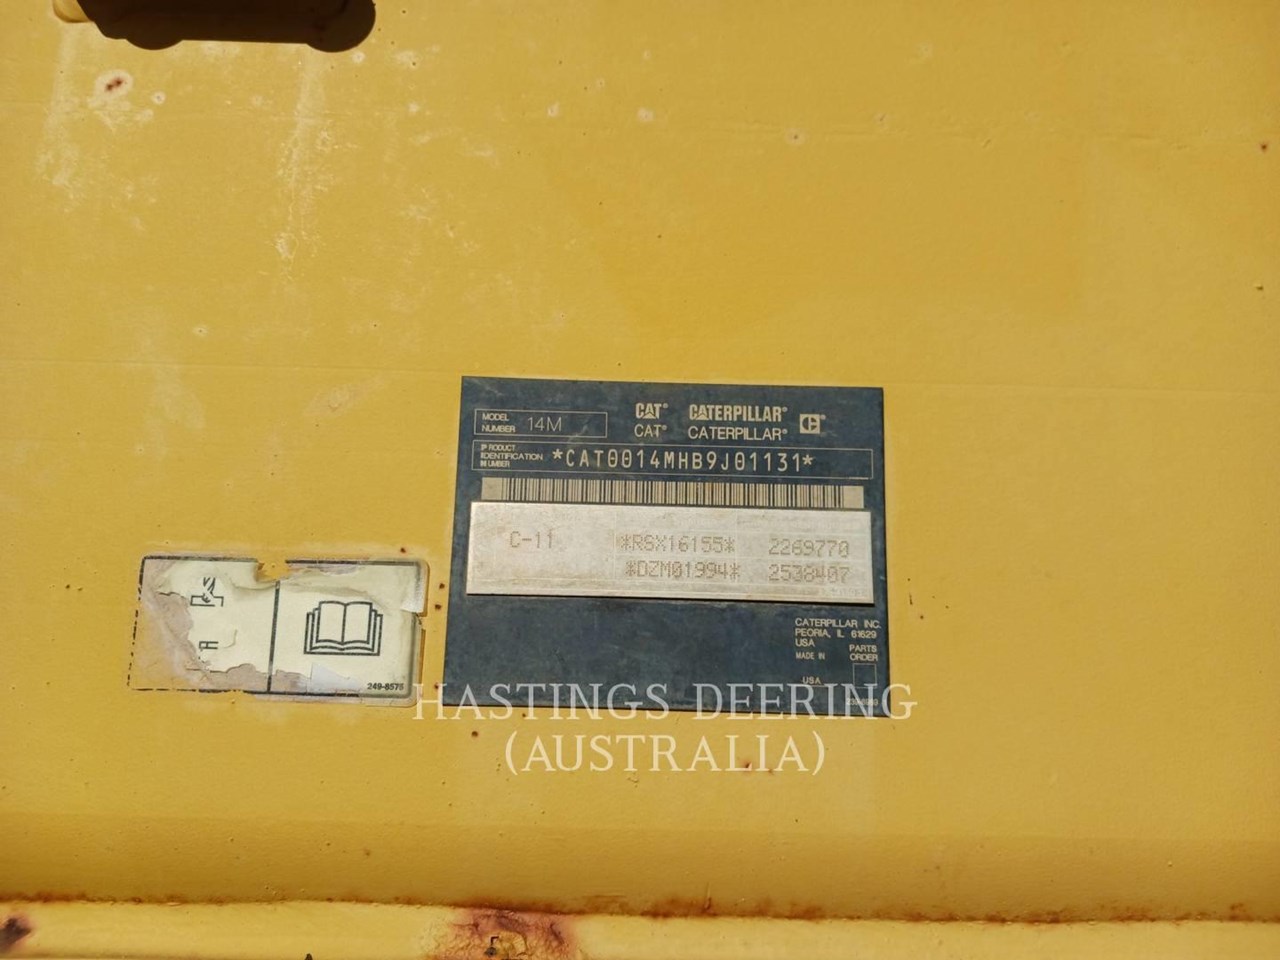 MODEL NUMBER 14M
CAT® CATERPILLAR®
CAT® CATERPILLAR®
PRODUCT IDENTIFICATION NUMBER *CAT0014MHB9J01131*
C-11 *RSX16155* 2269770
*DZM01994* 2538407
CATERPILLAR INC.
PEORIA, IL 61629
USA PARTS
MADE IN ORDER
USA
A
249-8575
HASTINGS DEERING
(AUSTRALIA)